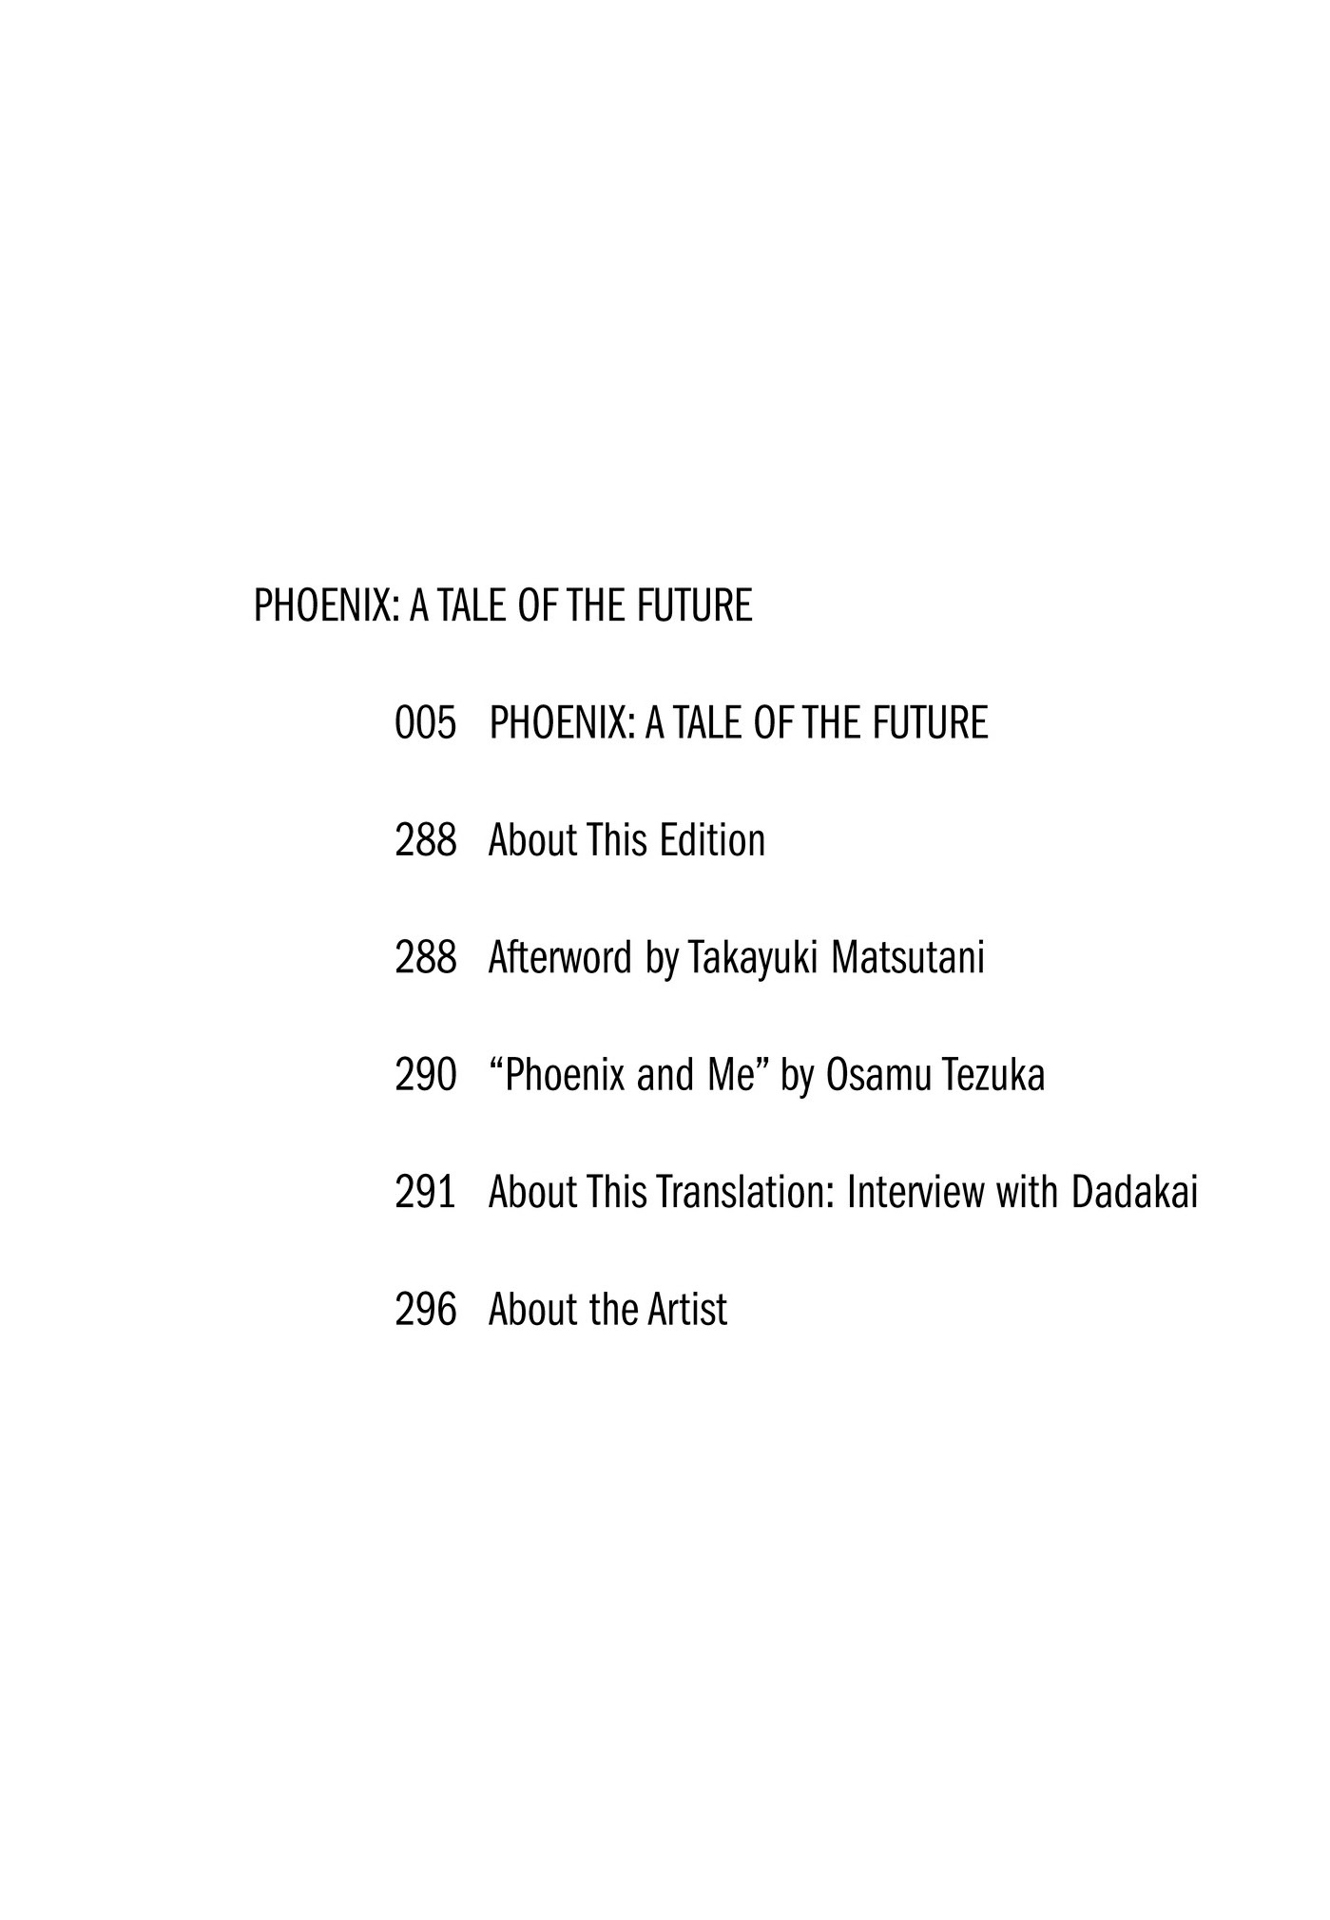 PHOENIX: A TALE OF THE FUTURE
005 PHOENIX: A TALE OF THE FUTURE
288 About This Edition
288 Afterword by Takayuki Matsutani
290 “Phoenix and Me” by Osamu Tezuka
291 About This Translation: Interview with Dadakai
296 About the Artist